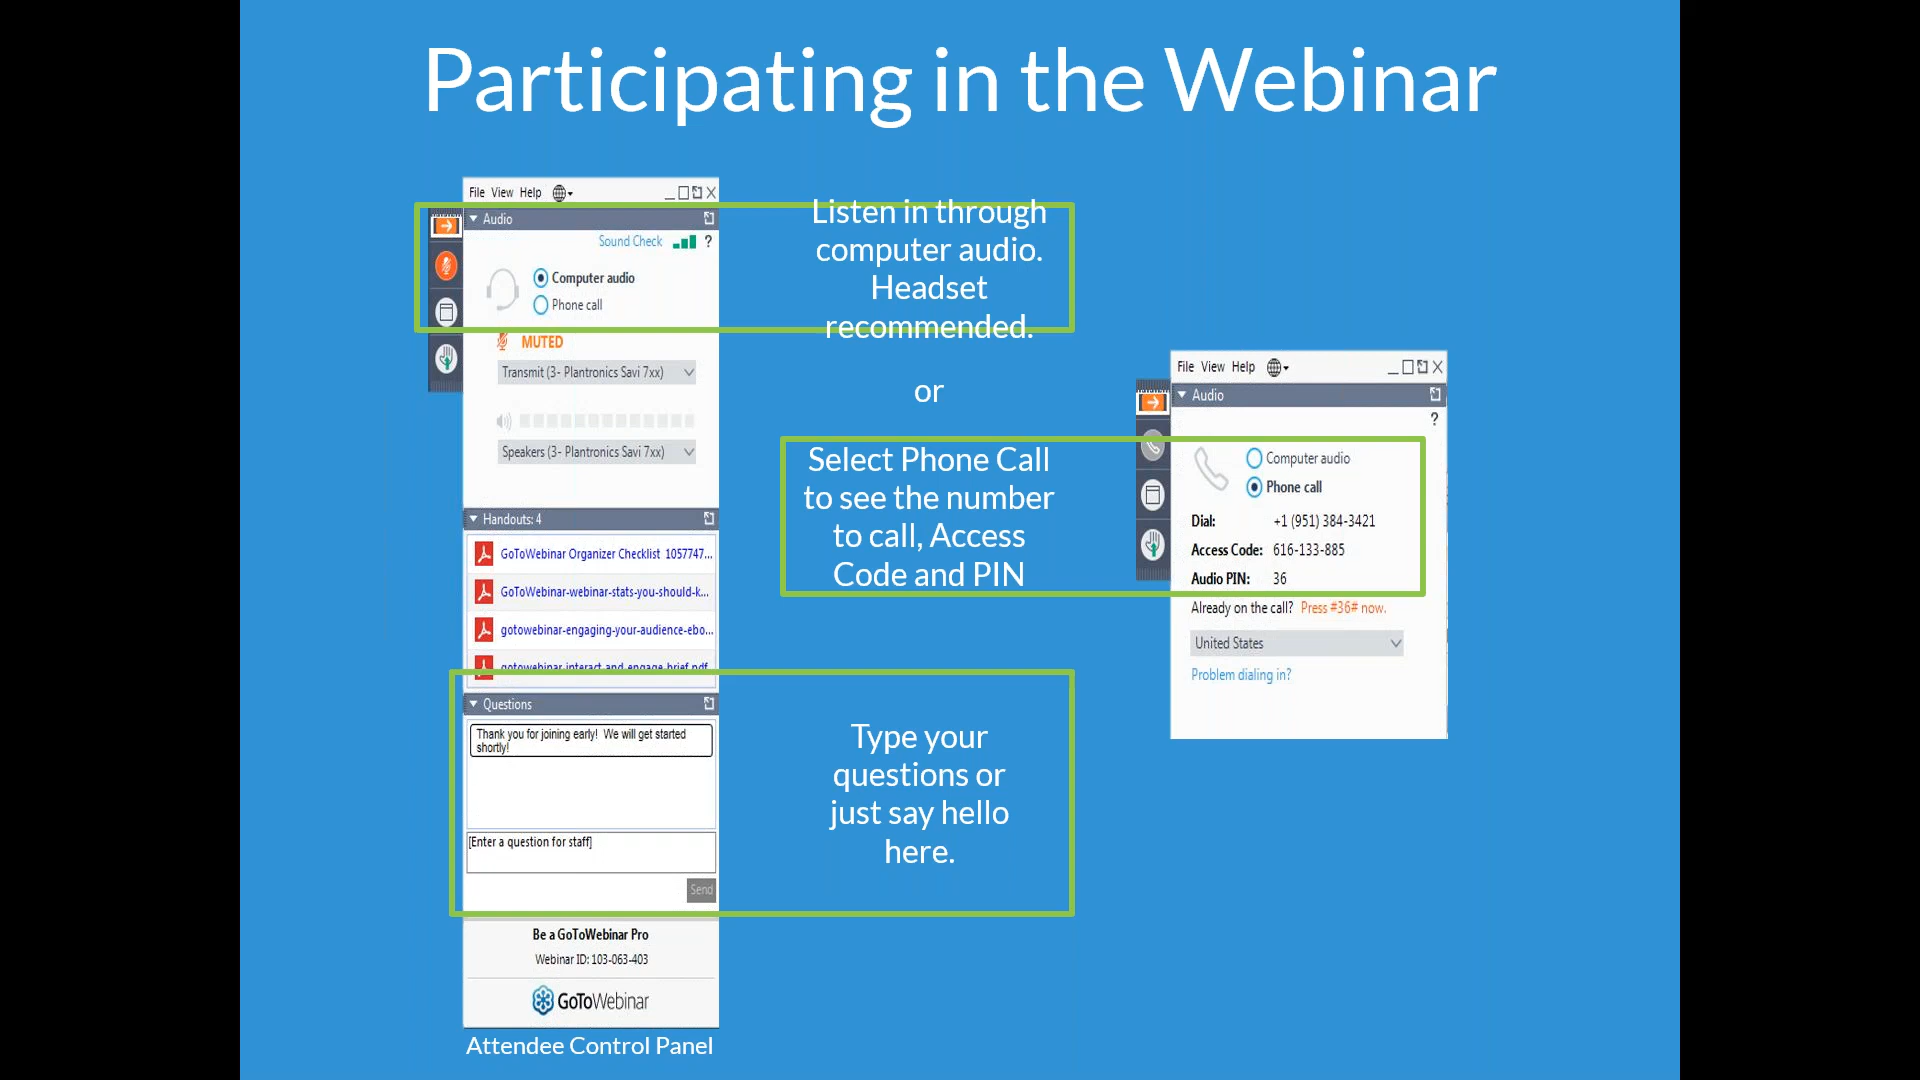 Participating in the Webinar
File View Help
Audio
Sound Check
?
Computer audio
Phone call
MUTED
Transmit (3- Plantronics Savi 7xx)
Speakers (3- Plantronics Savi 7xx)
Handouts: 4
GoToWebinar Organizer Checklist 1057747...
GoToWebinar-webinar-stats-you-should-k...
gotowebinar-engaging-your-audience-ebo...
gotowebinar-interact-and-engage-brief.pdf
Questions
Thank you for joining early! We will get started
shortly!
[Enter a question for staff]
Send
Be a GoToWebinar Pro
Webinar ID: 103-063-403
GoToWebinar
Attendee Control Panel
Listen in through
computer audio.
Headset
recommended.
or
Select Phone Call
to see the number
to call, Access
Code and PIN
Type your
questions or
just say hello
here.
File View Help
Audio
?
Computer audio
Phone call
Dial: +1 (951) 384-3421
Access Code: 616-133-885
Audio PIN: 36
Already on the call? Press #36# now.
United States
Problem dialing in?